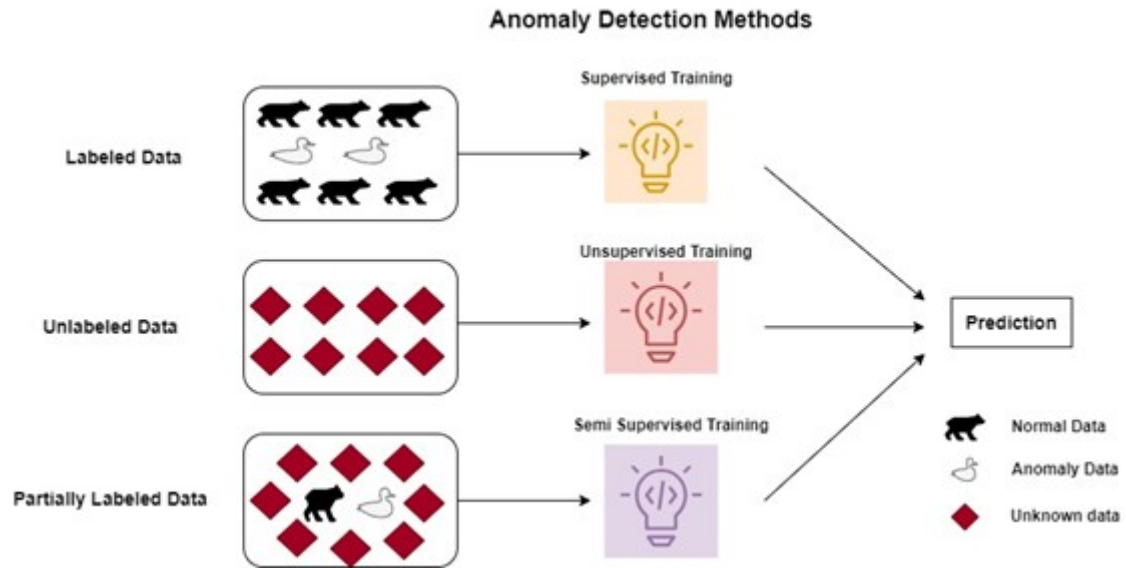 Anomaly Detection Methods
Supervised Training
</>
Labeled Data
Unsupervised Training
</>
Unlabeled Data
Prediction
Semi Supervised Training
</>
Partially Labeled Data
Normal Data
Anomaly Data
Unknown data